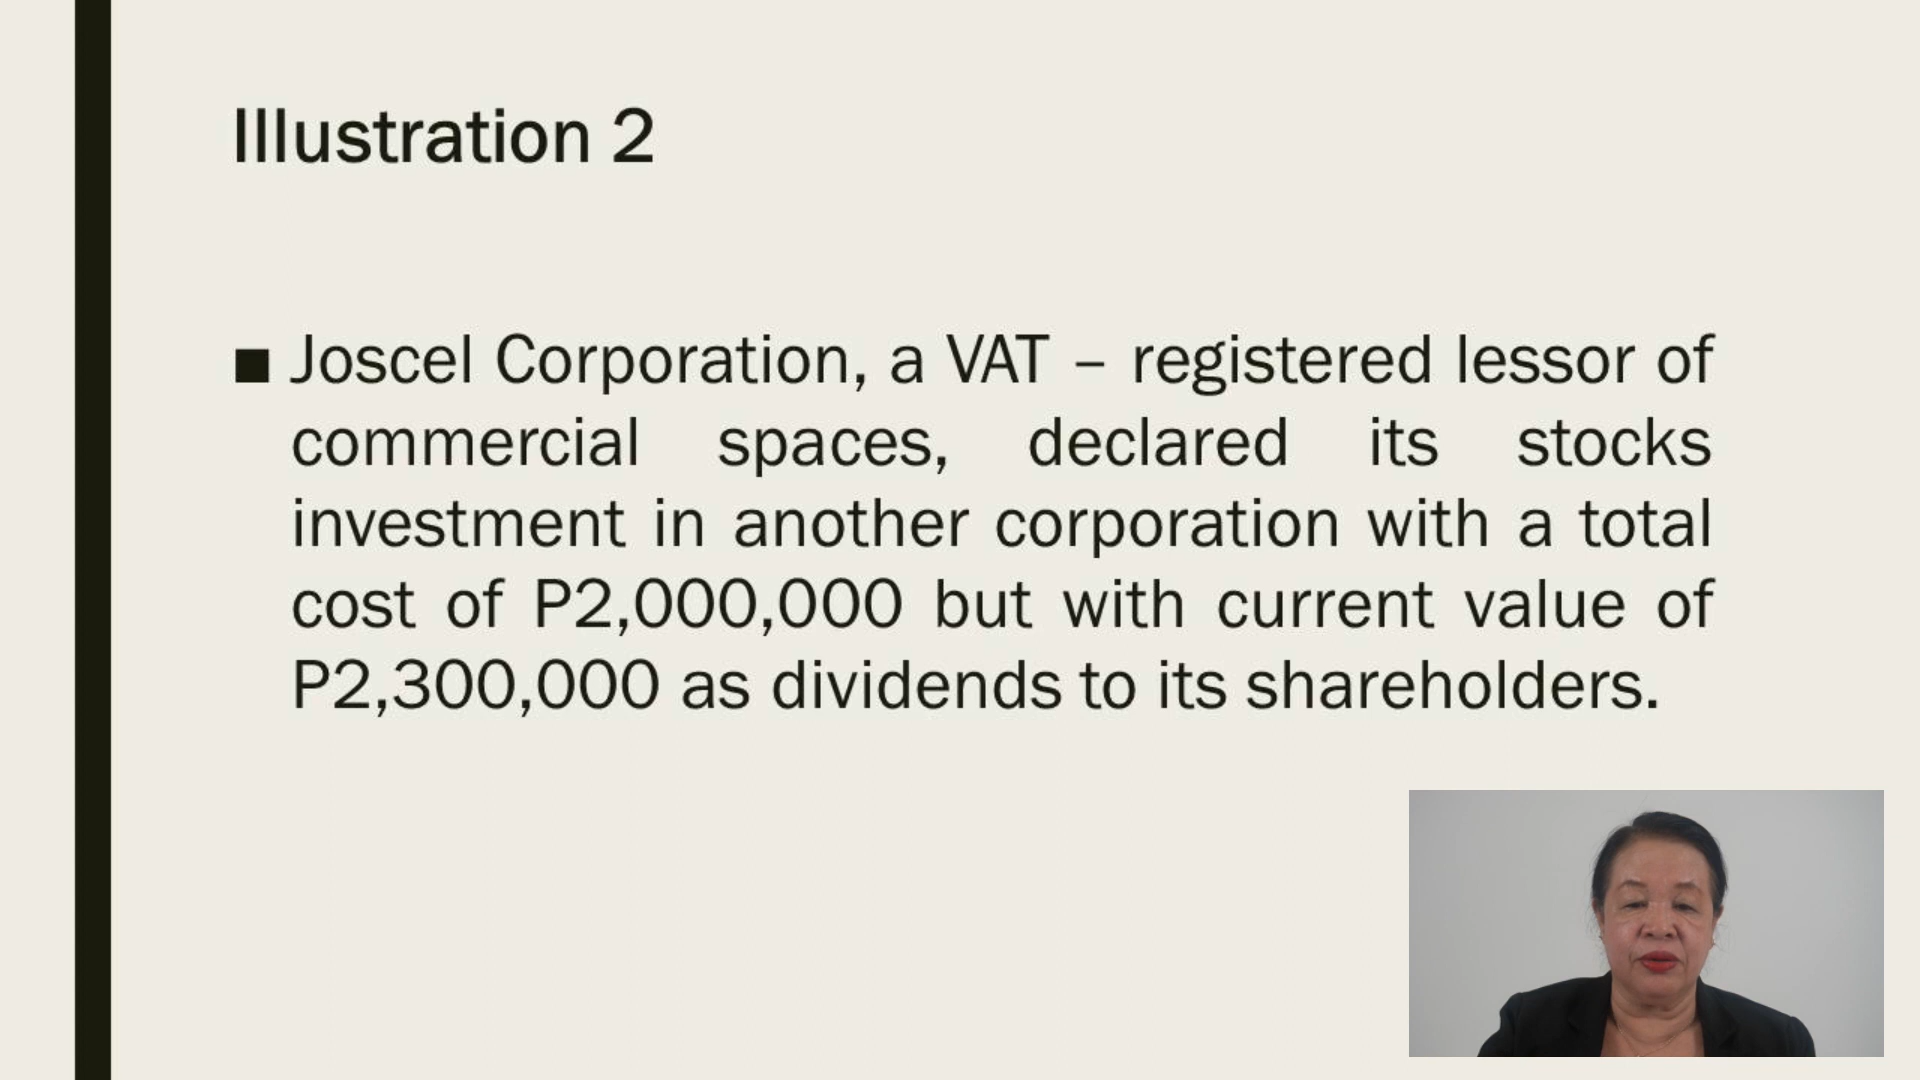 Illustration 2
■ Joscel Corporation, a VAT – registered lessor of
commercial spaces, declared its stocks
investment in another corporation with a total
cost of P2,000,000 but with current value of
P2,300,000 as dividends to its shareholders.